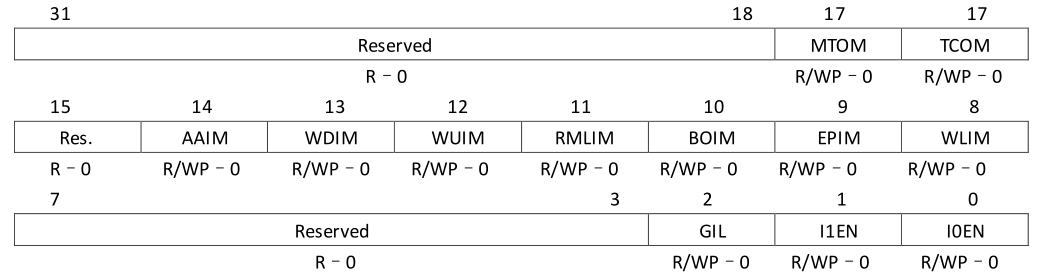 31 18 17 17
Reserved MTOM TCOM
R – 0 R/WP – 0 R/WP – 0
15 14 13 12 11 10 9 8
Res. AAIM WDIM WUIM RMLIM BOIM EPIM WLIM
R – 0 R/WP – 0 R/WP – 0 R/WP – 0 R/WP – 0 R/WP – 0 R/WP – 0 R/WP – 0
7 3 2 1 0
Reserved GIL I1EN I0EN
R – 0 R/WP – 0 R/WP – 0 R/WP – 0